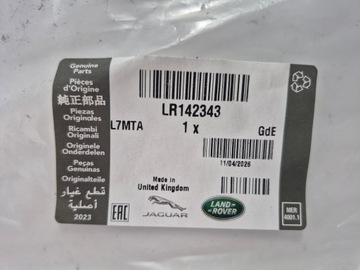 Genuine
Parts
Pièces
d'Origine
純正部品
Piezas
Originales
Ricambi
Originali
Originele
Onderdelen
Peças
Genuínas
Originalteile
قطع غيار
أصلية
2023
LR142343
L7MTA
1 x
GdE
11/04/2025
Made in
United Kingdom
EAC
JAGUAR
LAND-
ROVER
MER
4001.1